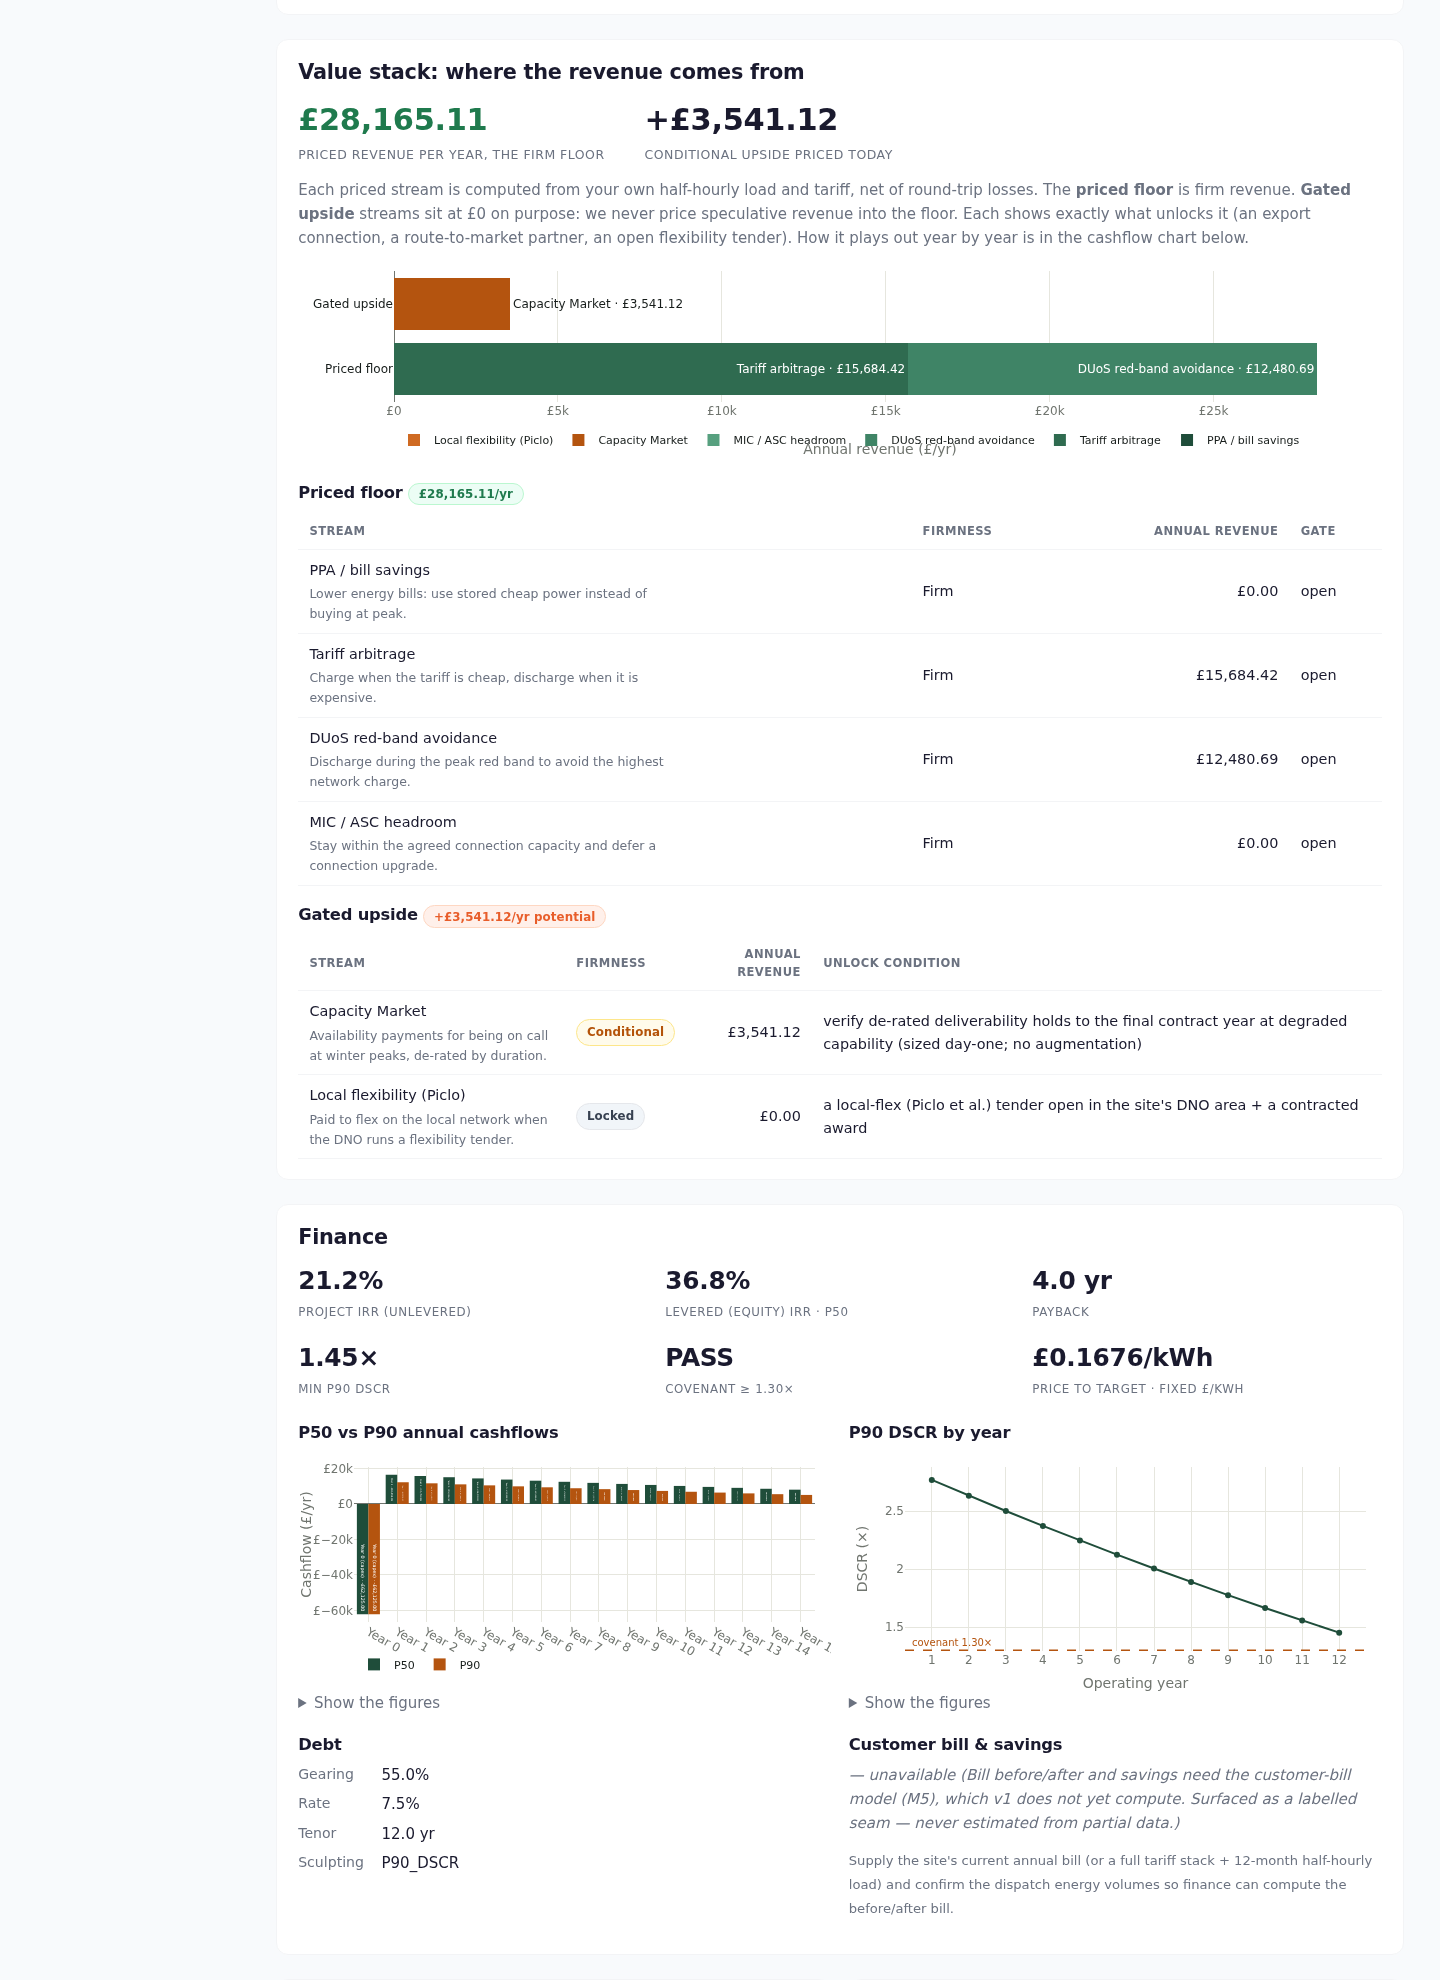 Value stack: where the revenue comes from
£28,165.11
+£3,541.12
PRICED REVENUE PER YEAR, THE FIRM FLOOR
CONDITIONAL UPSIDE PRICED TODAY
Each priced stream is computed from your own half-hourly load and tariff, net of round-trip losses. The priced floor is firm revenue. Gated
upside streams sit at £0 on purpose: we never price speculative revenue into the floor. Each shows exactly what unlocks it (an export
connection, a route-to-market partner, an open flexibility tender). How it plays out year by year is in the cashflow chart below.
Gated upside
Capacity Market · £3,541.12
Priced floor
Tariff arbitrage · £15,684.42
DUoS red-band avoidance · £12,480.69
£0 £5k £10k £15k £20k £25k
Local flexibility (Piclo) Capacity Market MIC / ASC headroom DUoS red-band avoidance Tariff arbitrage PPA / bill savings
Annual revenue (£/yr)
Priced floor £28,165.11/yr
STREAM FIRMNESS ANNUAL REVENUE GATE
PPA / bill savings
Lower energy bills: use stored cheap power instead of
buying at peak.
Firm £0.00 open
Tariff arbitrage
Charge when the tariff is cheap, discharge when it is
expensive.
Firm £15,684.42 open
DUoS red-band avoidance
Discharge during the peak red band to avoid the highest
network charge.
Firm £12,480.69 open
MIC / ASC headroom
Stay within the agreed connection capacity and defer a
connection upgrade.
Firm £0.00 open
Gated upside +£3,541.12/yr potential
STREAM FIRMNESS ANNUAL REVENUE UNLOCK CONDITION
Capacity Market
Availability payments for being on call
at winter peaks, de-rated by duration.
Conditional £3,541.12
verify de-rated deliverability holds to the final contract year at degraded
capability (sized day-one; no augmentation)
Local flexibility (Piclo)
Paid to flex on the local network when
the DNO runs a flexibility tender.
Locked £0.00
a local-flex (Piclo et al.) tender open in the site's DNO area + a contracted
award
Finance
21.2% 36.8% 4.0 yr
PROJECT IRR (UNLEVERED) LEVERED (EQUITY) IRR · P50 PAYBACK
1.45× PASS £0.1676/kWh
MIN P90 DSCR COVENANT ≥ 1.30× PRICE TO TARGET · FIXED £/KWH
P50 vs P90 annual cashflows
£20k
£0
£−20k
£−40k
£−60k
Cashflow (£/yr)
Year 0 Year 1 Year 2 Year 3 Year 4 Year 5 Year 6 Year 7 Year 8 Year 9 Year 10 Year 11 Year 12 Year 13 Year 14 Year 1
P50 P90
Show the figures
P90 DSCR by year
2.5
2
1.5
DSCR (×)
covenant 1.30×
1 2 3 4 5 6 7 8 9 10 11 12
Operating year
Show the figures
Debt
Gearing 55.0%
Rate 7.5%
Tenor 12.0 yr
Sculpting P90_DSCR
Customer bill & savings
— unavailable (Bill before/after and savings need the customer-bill
model (M5), which v1 does not yet compute. Surfaced as a labelled
seam — never estimated from partial data.)
Supply the site's current annual bill (or a full tariff stack + 12-month half-hourly
load) and confirm the dispatch energy volumes so finance can compute the
before/after bill.